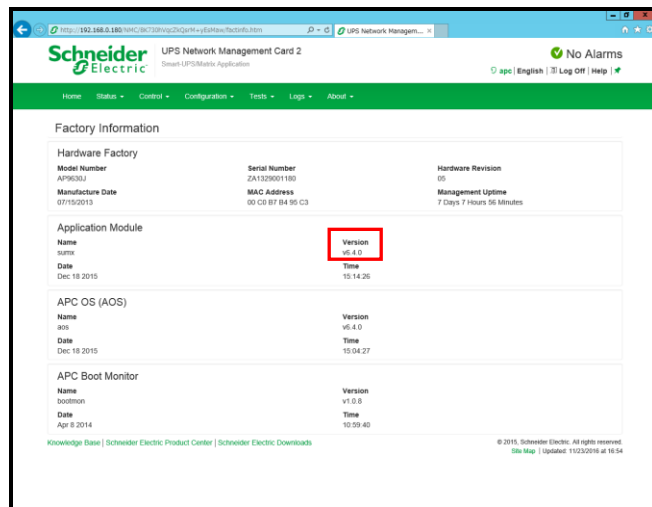 http://192.168.0.180/NMC/
UPS Network Managem...
Schneider Electric
UPS Network Management Card 2
Smart-UPS/Matrix Application
No Alarms
apc | English | Log Off | Help |
Home Status Control Configuration Tests Logs About
Factory Information
Hardware Factory
Model Number Serial Number Hardware Revision
AP9630J ZA1329001180 05
Manufacture Date MAC Address Management Uptime
07/15/2013 00 C0 B7 B4 95 C3 7 Days 7 Hours 56 Minutes
Application Module
Name Version
sumx v6.4.0
Date Time
Dec 18 2015 15:14:26
APC OS (AOS)
Name Version
aos v6.4.0
Date Time
Dec 18 2015 15:04:27
APC Boot Monitor
Name Version
bootmon v1.0.8
Date Time
Apr 8 2014 10:59:40
Knowledge Base | Schneider Electric Product Center | Schneider Electric Downloads
© 2015, Schneider Electric. All rights reserved.
Site Map | Updated: 11/23/2016 at 16:54